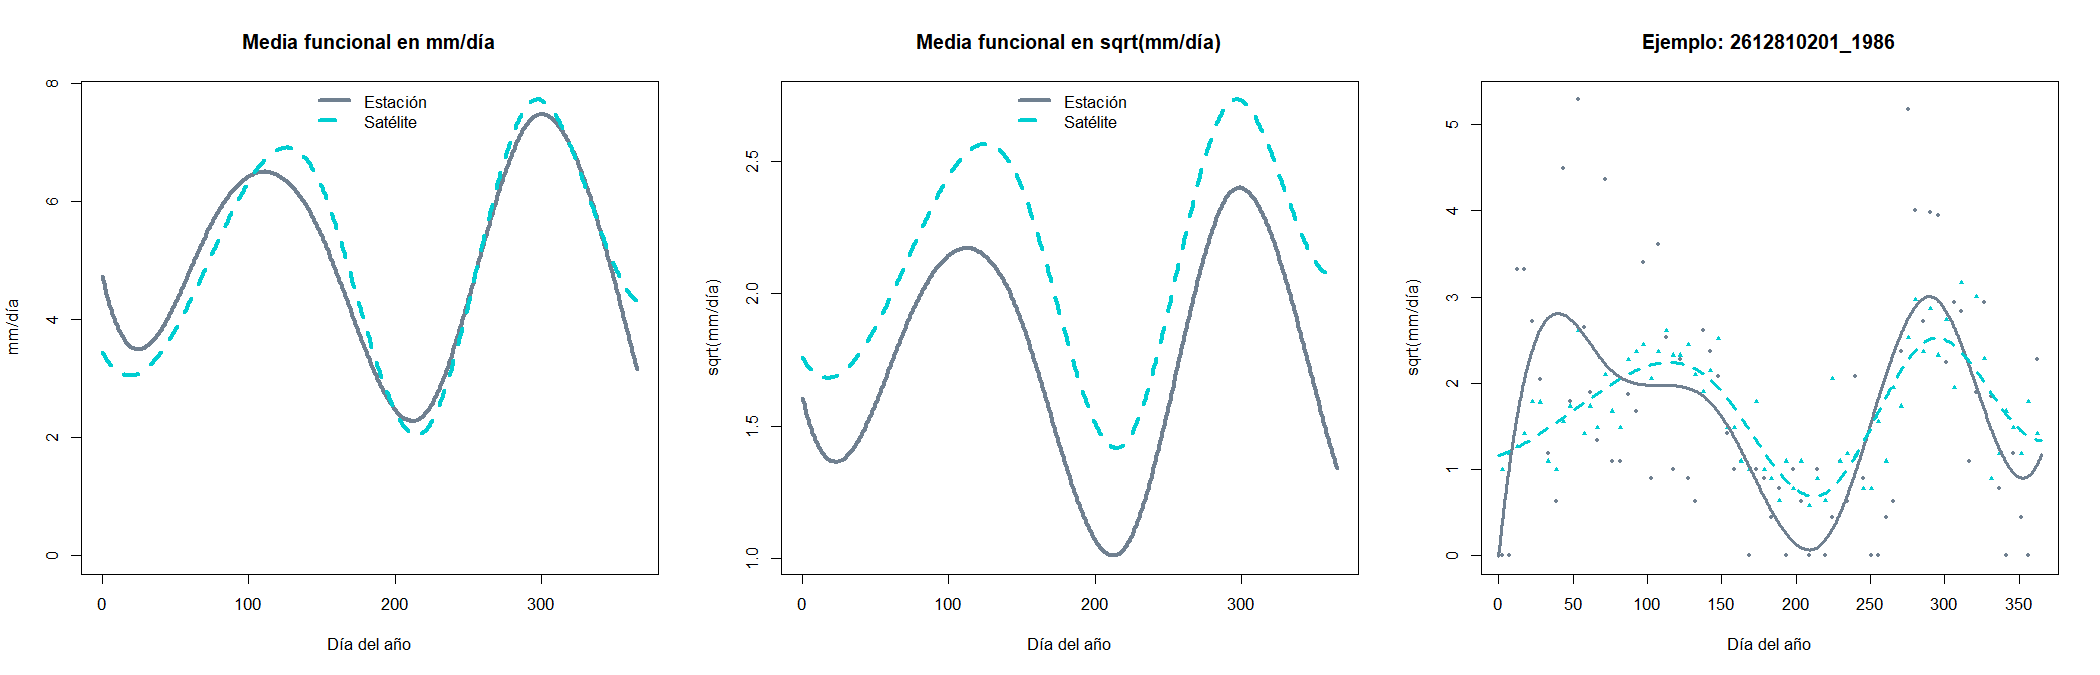 Media funcional en mm/día
mm/día
8
6
4
2
0
Estación
Satélite
0 100 200 300
Día del año
Media funcional en sqrt(mm/día)
sqrt(mm/día)
2.5
2.0
1.5
1.0
Estación
Satélite
0 100 200 300
Día del año
Ejemplo: 2612810201_1986
sqrt(mm/día)
5
4
3
2
1
0
0 50 100 150 200 250 300 350
Día del año